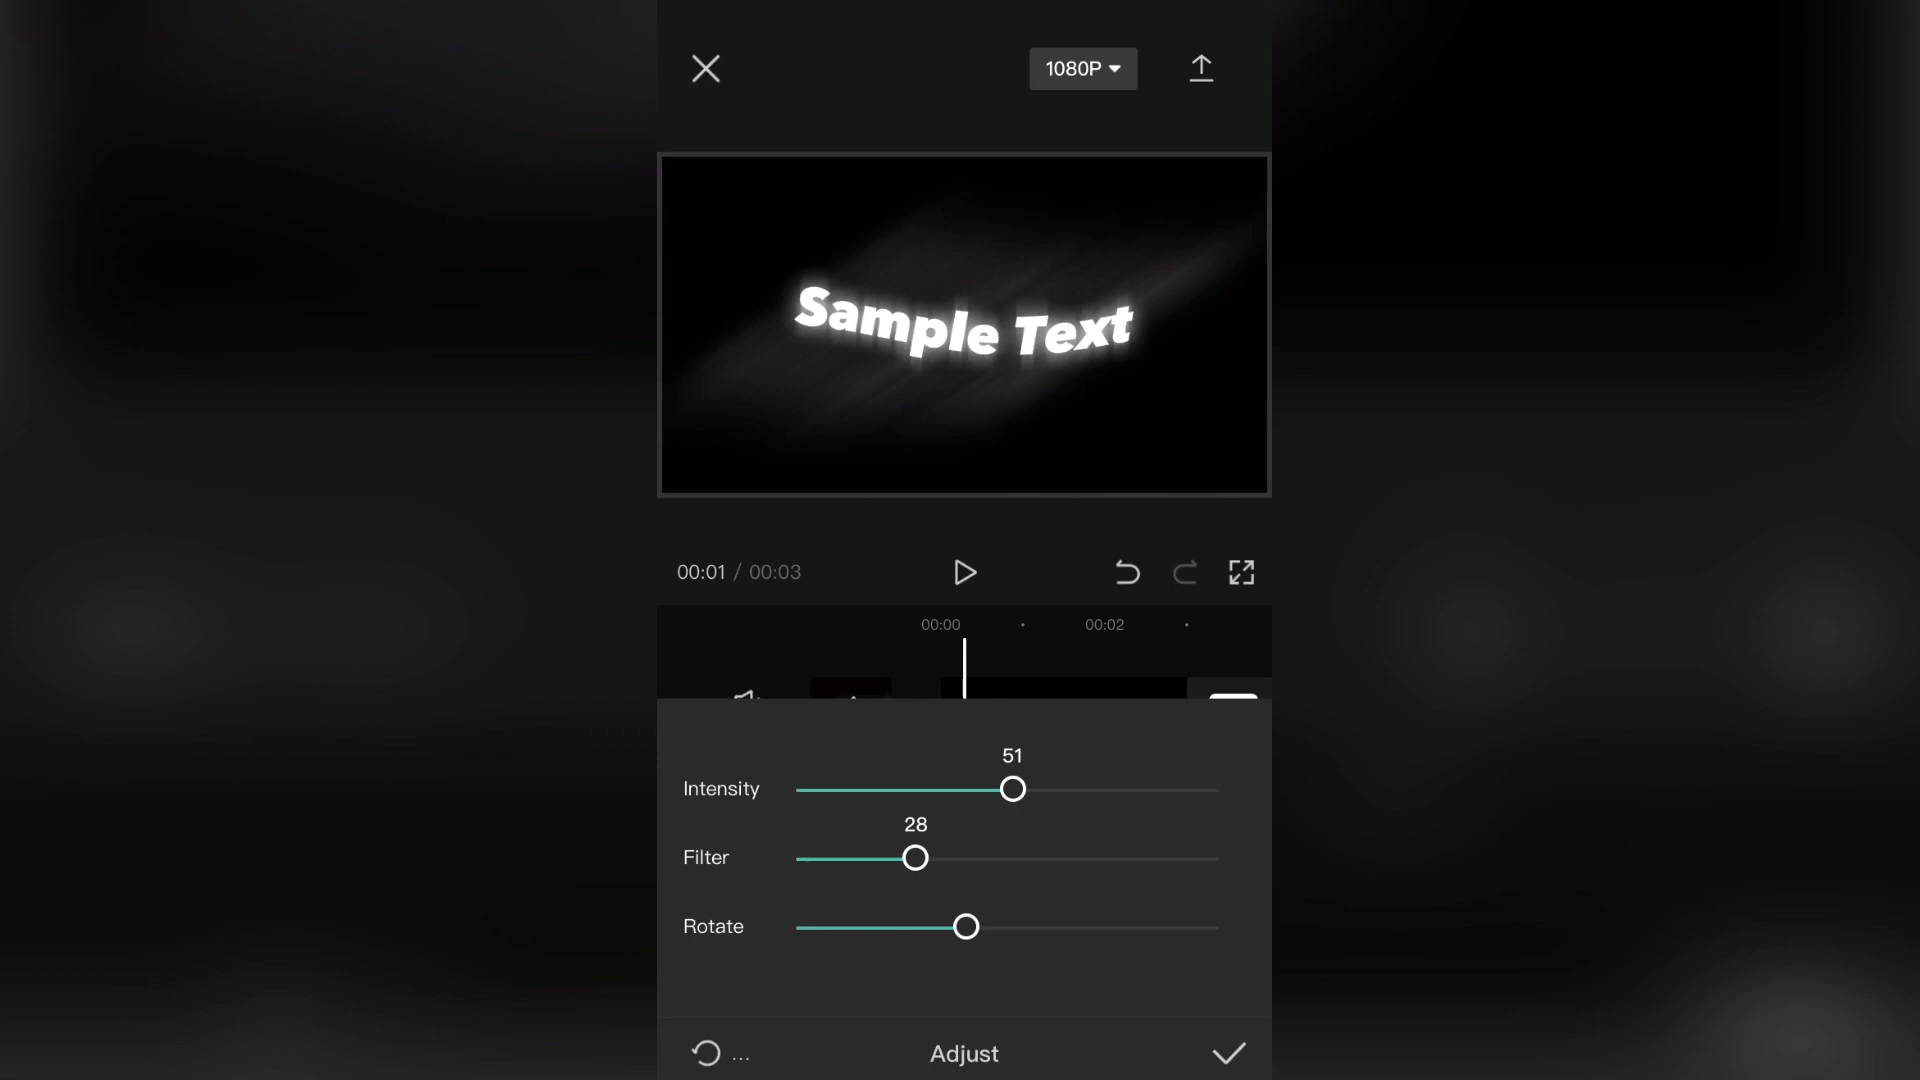 1080P
Sample Text
00:01 / 00:03
00:00 00:02
51
Intensity
28
Filter
Rotate
... Adjust